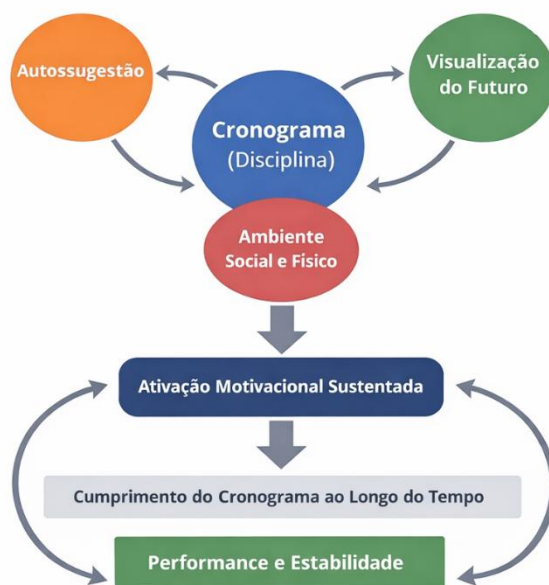 Autossugestão
Visualização
do Futuro
Cronograma
(Disciplina)
Ambiente
Social e Físico
Ativação Motivacional Sustentada
Cumprimento do Cronograma ao Longo do Tempo
Performance e Estabilidade